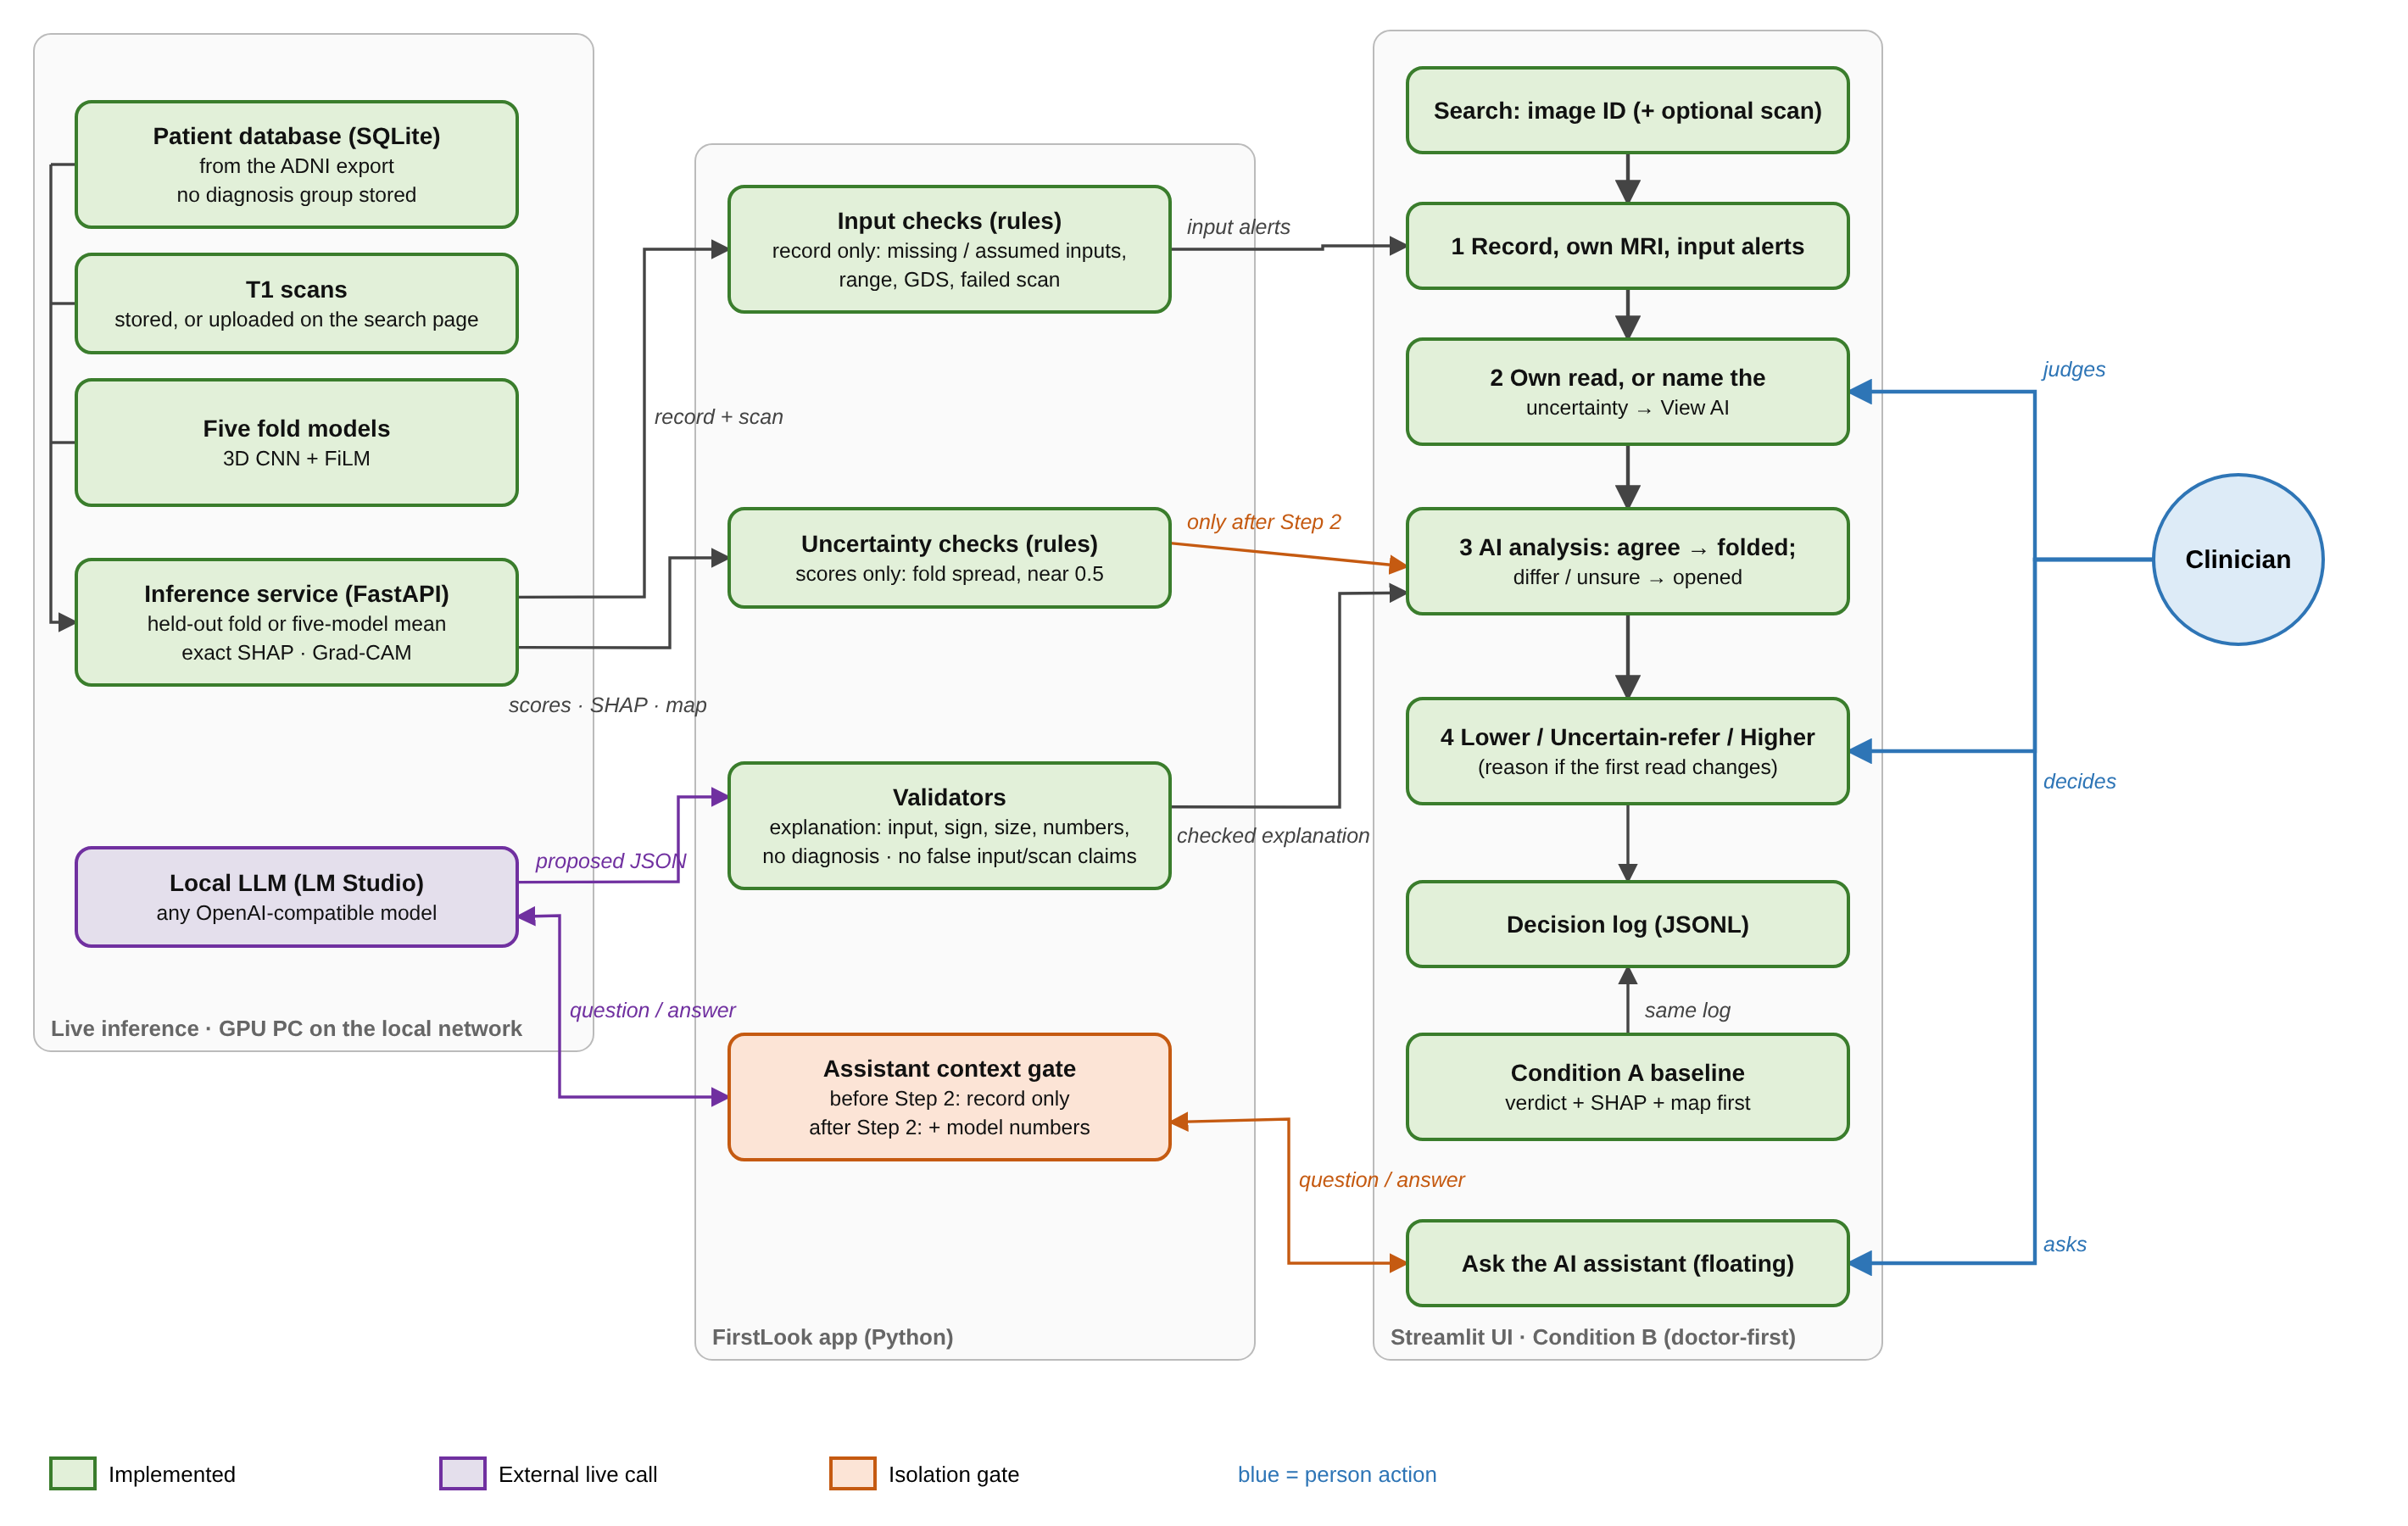 Patient database (SQLite)
from the ADNI export
no diagnosis group stored
T1 scans
stored, or uploaded on the search page
Five fold models
3D CNN + FiLM
Inference service (FastAPI)
held-out fold or five-model mean
exact SHAP · Grad-CAM
scores · SHAP · map
record + scan
Local LLM (LM Studio)
any OpenAI-compatible model
proposed JSON
question / answer
Live inference · GPU PC on the local network
Input checks (rules)
record only: missing / assumed inputs,
range, GDS, failed scan
input alerts
Uncertainty checks (rules)
scores only: fold spread, near 0.5
only after Step 2
Validators
explanation: input, sign, size, numbers,
no diagnosis · no false input/scan claims
checked explanation
Assistant context gate
before Step 2: record only
after Step 2: + model numbers
question / answer
FirstLook app (Python)
Search: image ID (+ optional scan)
1 Record, own MRI, input alerts
2 Own read, or name the
uncertainty → View AI
3 AI analysis: agree → folded;
differ / unsure → opened
4 Lower / Uncertain-refer / Higher
(reason if the first read changes)
Decision log (JSONL)
same log
Condition A baseline
verdict + SHAP + map first
Ask the AI assistant (floating)
Streamlit UI · Condition B (doctor-first)
judges
Clinician
decides
asks
Implemented
External live call
Isolation gate
blue = person action